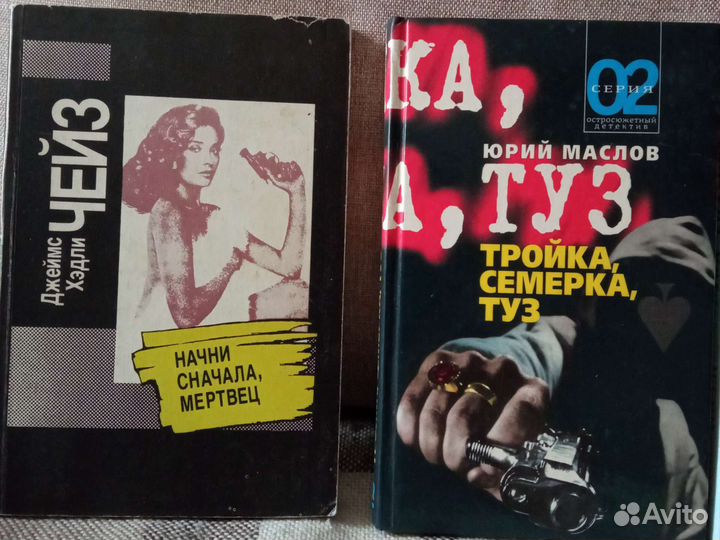 Джеймс
Хэдли
ЧЕЙЗ
НАЧНИ
СНАЧАЛА,
МЕРТВЕЦ
КА,
А, ТУЗ
02
СЕРИЯ
остросюжетный
детектив
ЮРИЙ МАСЛОВ
ТРОЙКА,
СЕМЕРКА,
ТУЗ
Avito